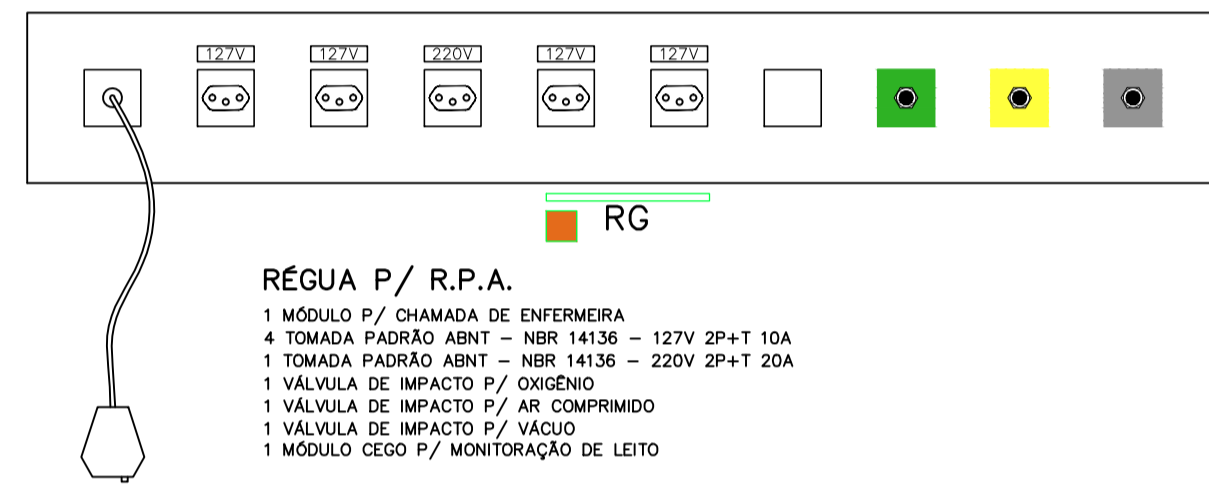 127V 127V 220V 127V 127V
RG
RÉGUA P/ R.P.A.
1 MÓDULO P/ CHAMADA DE ENFERMEIRA
4 TOMADA PADRÃO ABNT – NBR 14136 – 127V 2P+T 10A
1 TOMADA PADRÃO ABNT – NBR 14136 – 220V 2P+T 20A
1 VÁLVULA DE IMPACTO P/ OXIGÊNIO
1 VÁLVULA DE IMPACTO P/ AR COMPRIMIDO
1 VÁLVULA DE IMPACTO P/ VÁCUO
1 MÓDULO CEGO P/ MONITORAÇÃO DE LEITO